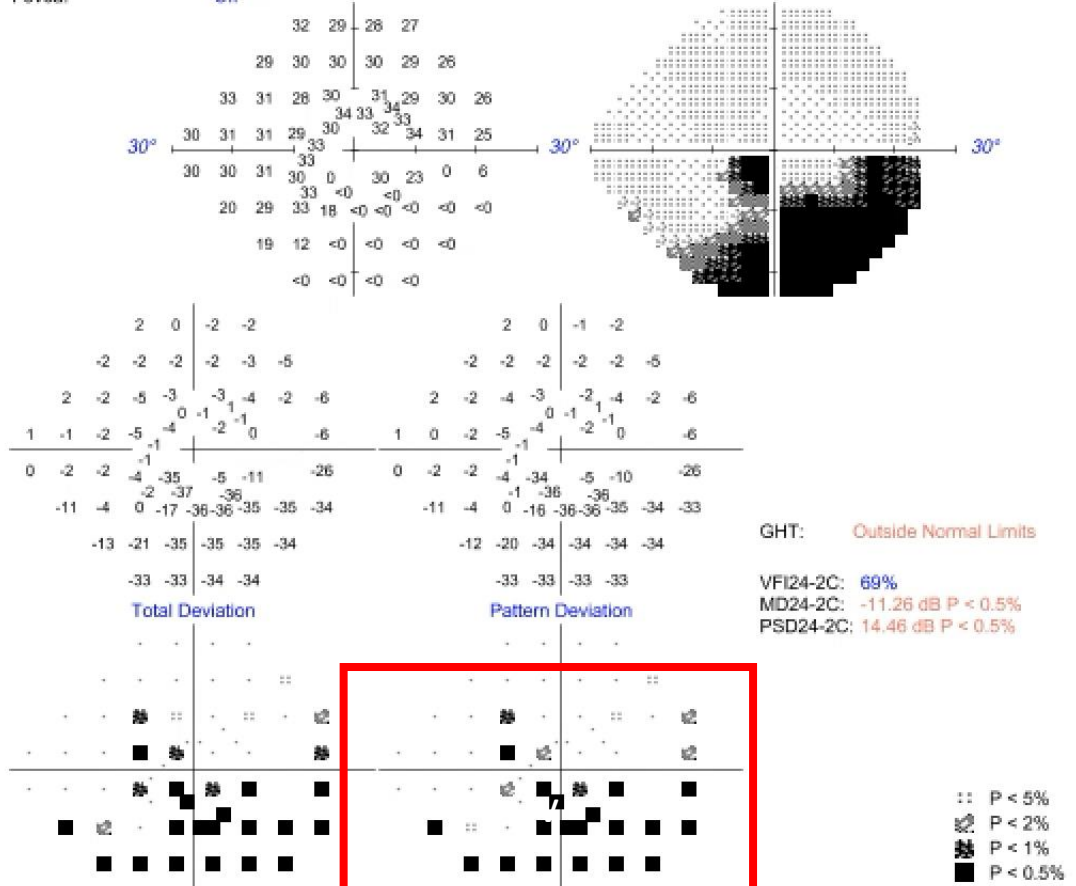 32 29 28 27
29 30 30 30 29 26
33 31 28 30 31 29 30 26
34 33 34 33
30 31 31 29 30 32 34 31 25
33
30° 30° 30°
33
30 30 31 30 0 30 23 0 6
33 <0 <0
20 29 33 18 <0 <0 <0 <0 <0
19 12 <0 <0 <0 <0
<0 <0 <0 <0
2 0 -2 -2
-2 -2 -2 -2 -3 -5
2 -2 -5 -3 -3 -4 -2 -6
0 -1 1 -1
1 -1 -2 -5 -4 -2 0 -6
-1
-1
0 -2 -2 -4 -35 -5 -11 -26
-2 -37 -36
-11 -4 0 -17 -36 -36 -35 -35 -34
-13 -21 -35 -35 -35 -34
-33 -33 -34 -34
Total Deviation
2 0 -1 -2
-2 -2 -2 -2 -2 -5
2 -2 -4 -3 -2 -4 -2 -6
0 -1 1 -1
1 0 -2 -5 -4 -2 0 -6
-1
-1
0 -2 -2 -4 -34 -5 -10 -26
-1 -36 -36
-11 -4 0 -16 -36 -36 -35 -34 -33
-12 -20 -34 -34 -34 -34
-33 -33 -33 -33
Pattern Deviation
GHT: Outside Normal Limits
VFI24-2C: 69%
MD24-2C: -11.26 dB P < 0.5%
PSD24-2C: 14.46 dB P < 0.5%
P < 5%
P < 2%
P < 1%
P < 0.5%